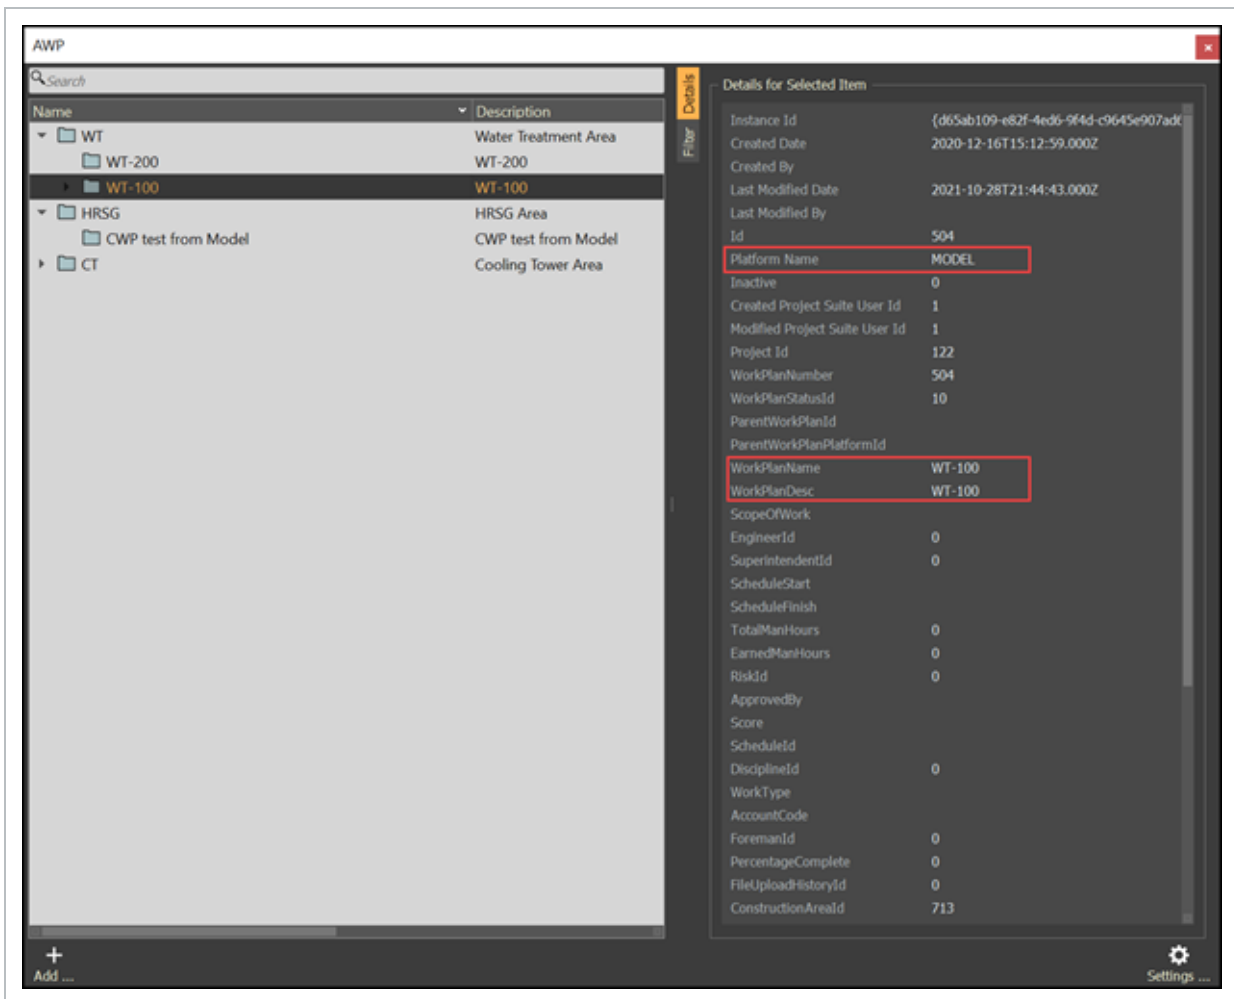 AWP
Search
Name Description
WT Water Treatment Area
WT-200 WT-200
WT-100 WT-100
HRSG HRSG Area
CWP test from Model CWP test from Model
CT Cooling Tower Area
Add ...
Details
Filter
Details for Selected Item
Instance Id {d65ab109-e82f-4ed6-9f4d-c9645e907ad6
Created Date 2020-12-16T15:12:59.000Z
Created By
Last Modified Date 2021-10-28T21:44:43.000Z
Last Modified By
Id 504
Platform Name MODEL
Inactive 0
Created Project Suite User Id 1
Modified Project Suite User Id 1
Project Id 122
WorkPlanNumber 504
WorkPlanStatusId 10
ParentWorkPlanId
ParentWorkPlanPlatformId
WorkPlanName WT-100
WorkPlanDesc WT-100
ScopeOfWork
EngineerId 0
SuperintendentId 0
ScheduleStart
ScheduleFinish
TotalManHours 0
EarnedManHours 0
RiskId 0
ApprovedBy
Score
ScheduleId
DisciplineId 0
WorkType
AccountCode
ForemanId 0
PercentageComplete 0
FileUploadHistoryId 0
ConstructionAreaId 713
Settings ...